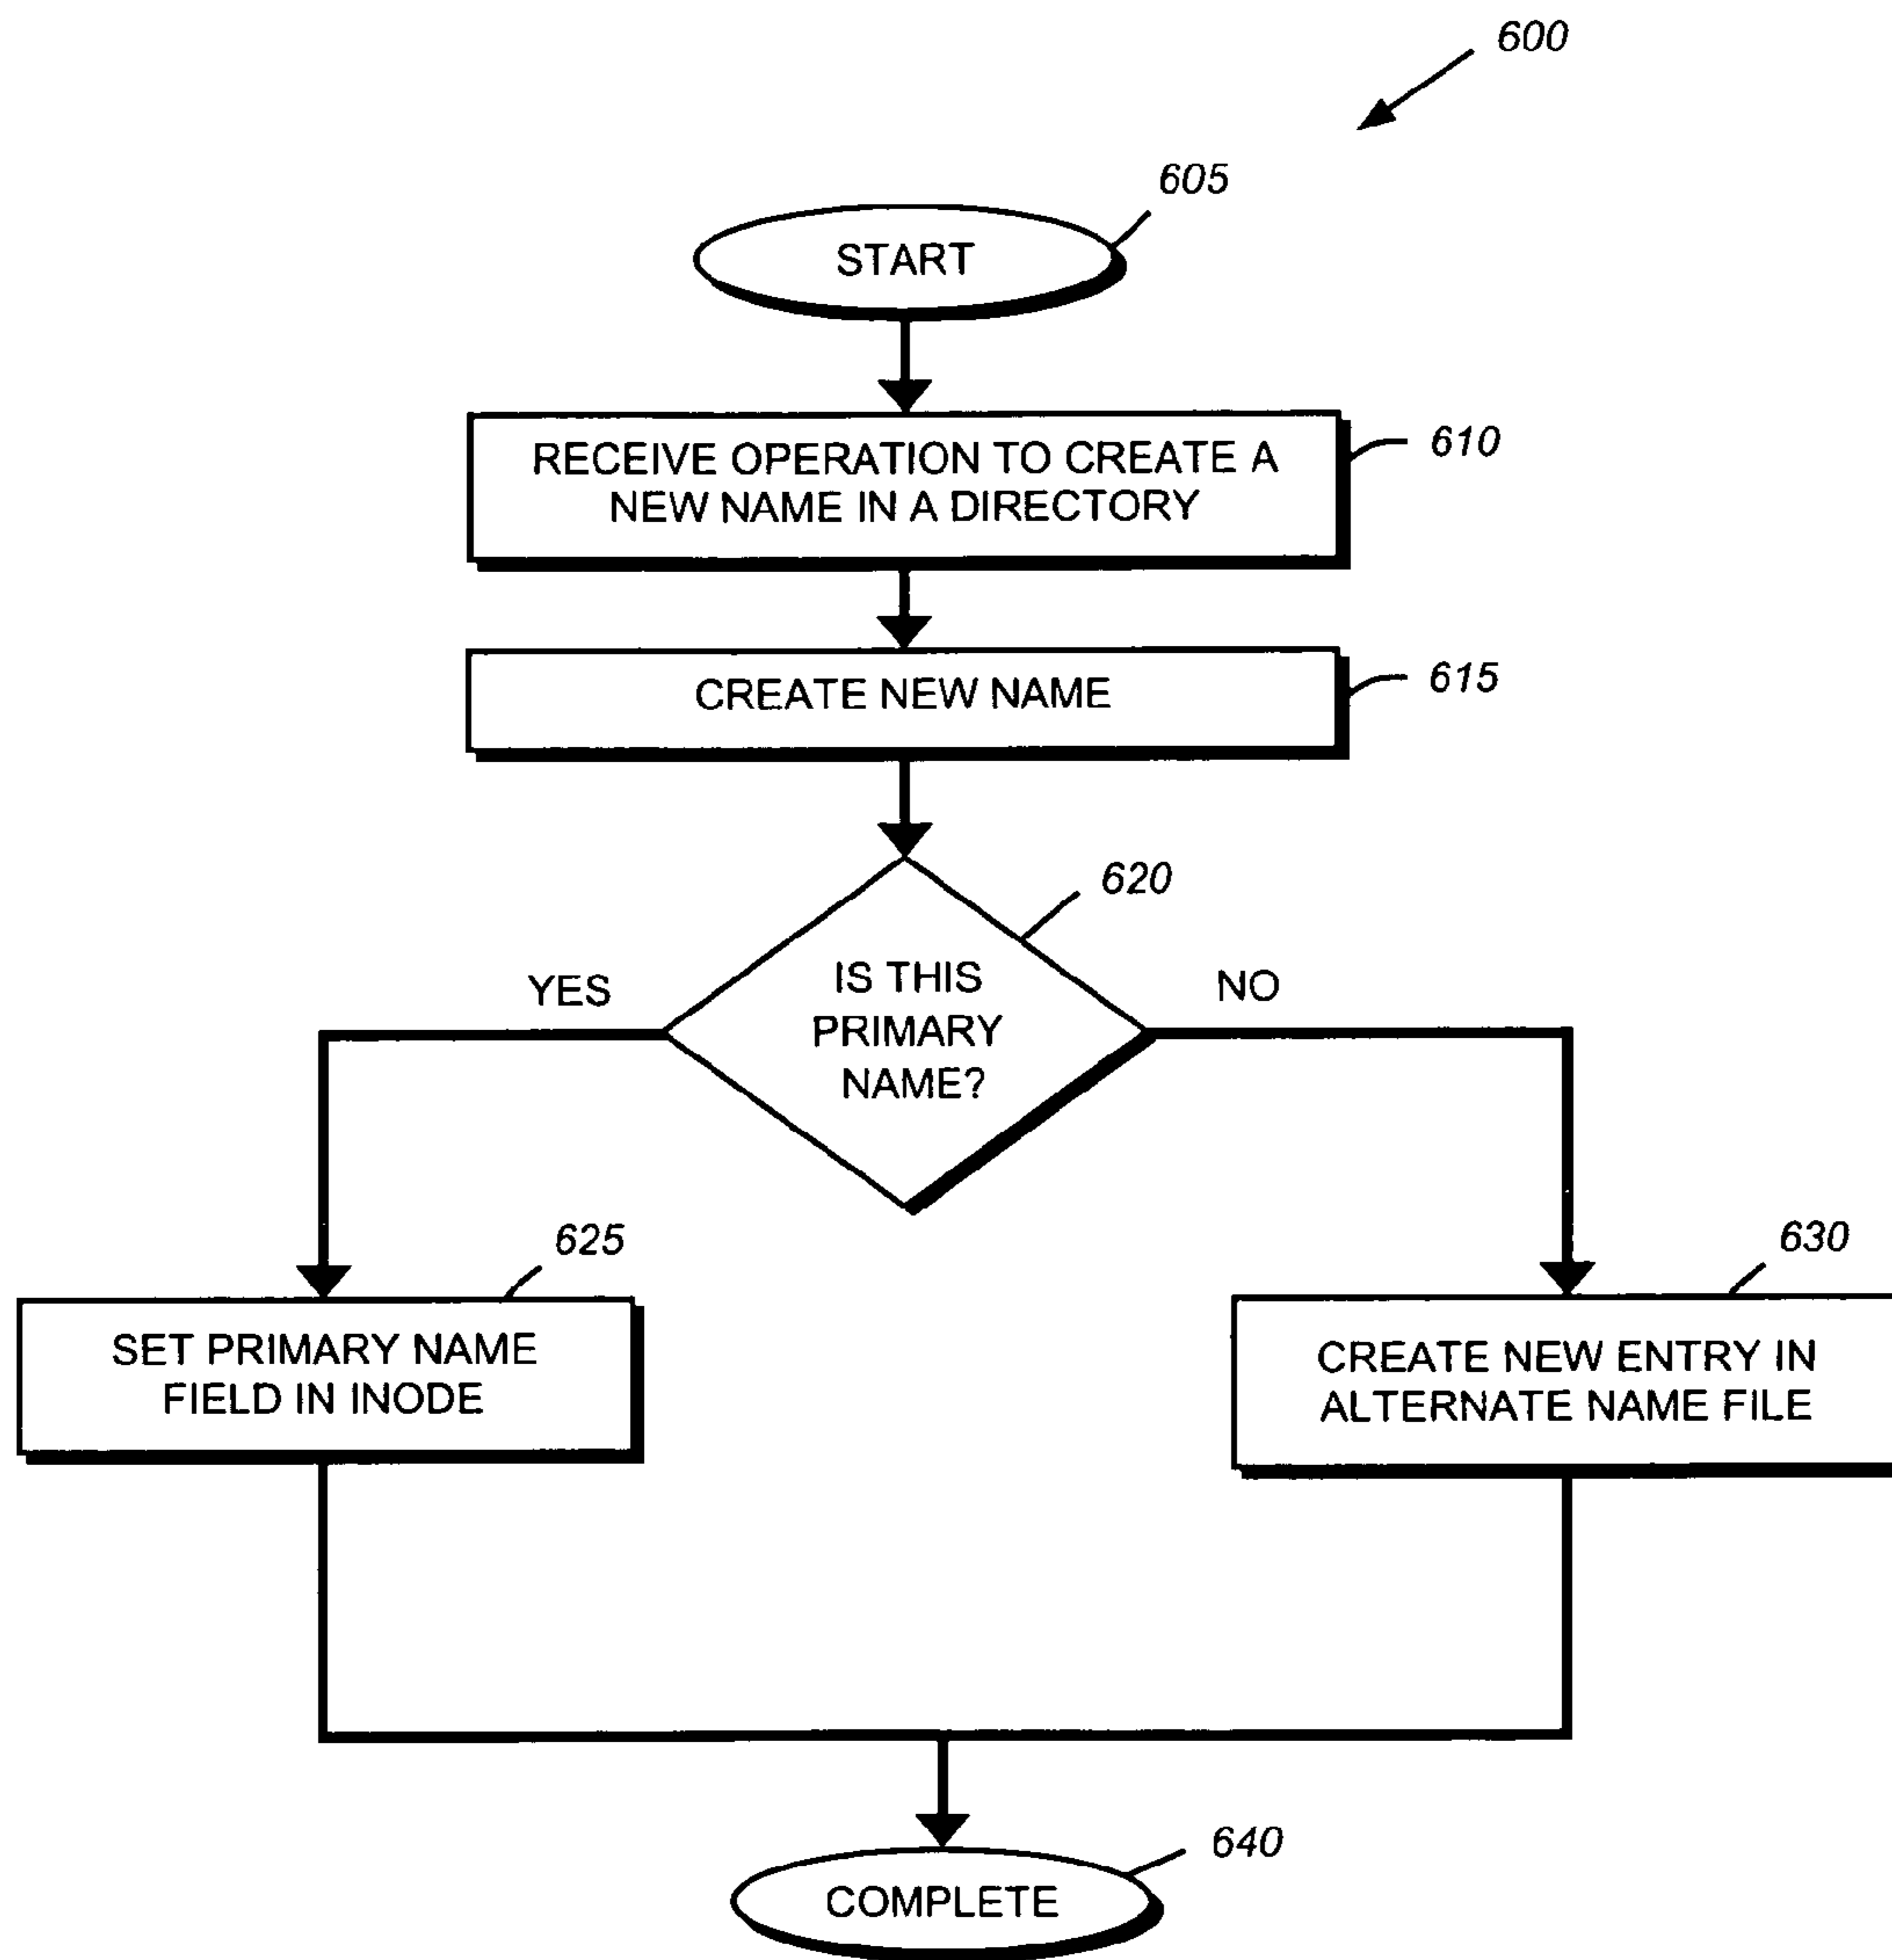 600
605
START
RECEIVE OPERATION TO CREATE A
NEW NAME IN A DIRECTORY
610
CREATE NEW NAME
615
620
IS THIS
PRIMARY
NAME?
YES
NO
625
630
SET PRIMARY NAME
FIELD IN INODE
CREATE NEW ENTRY IN
ALTERNATE NAME FILE
640
COMPLETE